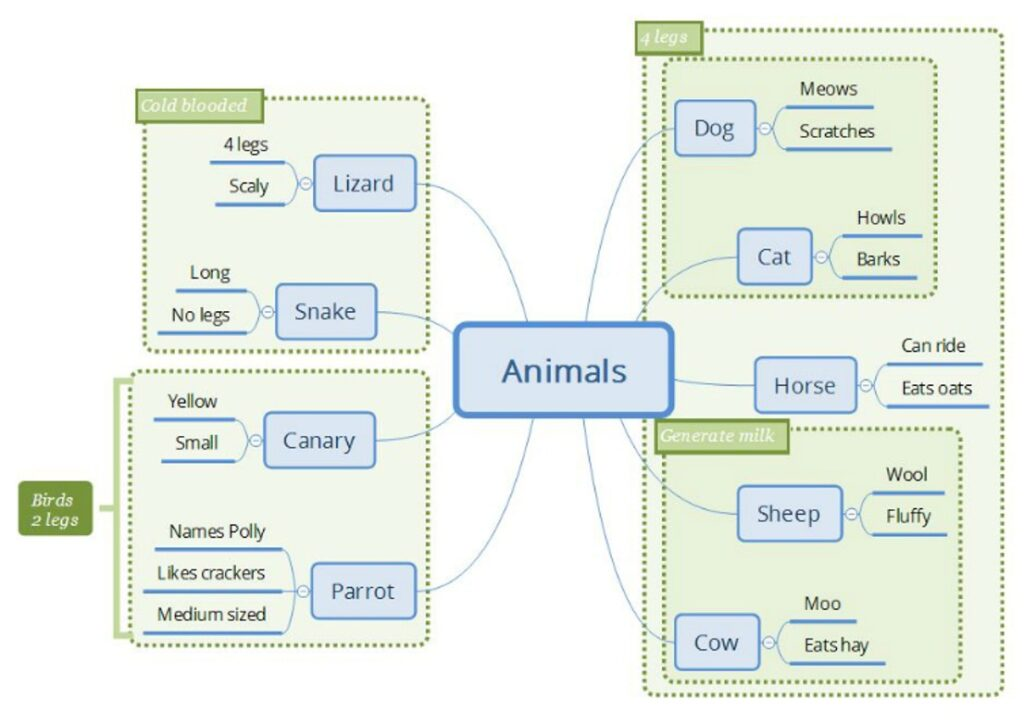 Animals
Cold blooded
4 legs
Scaly
Lizard
Long
No legs
Snake
Birds
2 legs
Yellow
Small
Canary
Names Polly
Likes crackers
Medium sized
Parrot
4 legs
Dog
Meows
Scratches
Cat
Howls
Barks
Horse
Can ride
Eats oats
Generate milk
Sheep
Wool
Fluffy
Cow
Moo
Eats hay